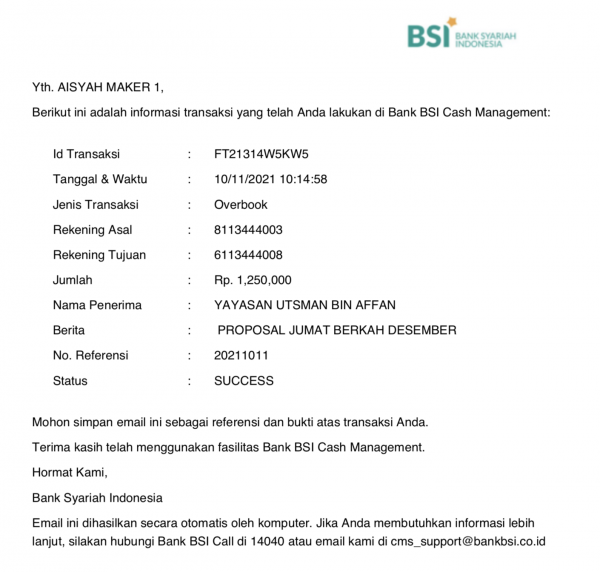 BSI BANK SYARIAH
INDONESIA
Yth. AISYAH MAKER 1,
Berikut ini adalah informasi transaksi yang telah Anda lakukan di Bank BSI Cash Management:
Id Transaksi : FT21314W5KW5
Tanggal & Waktu : 10/11/2021 10:14:58
Jenis Transaksi : Overbook
Rekening Asal : 8113444003
Rekening Tujuan : 6113444008
Jumlah : Rp. 1,250,000
Nama Penerima : YAYASAN UTSMAN BIN AFFAN
Berita : PROPOSAL JUMAT BERKAH DESEMBER
No. Referensi : 20211011
Status : SUCCESS
Mohon simpan email ini sebagai referensi dan bukti atas transaksi Anda.
Terima kasih telah menggunakan fasilitas Bank BSI Cash Management.
Hormat Kami,
Bank Syariah Indonesia
Email ini dihasilkan secara otomatis oleh komputer. Jika Anda membutuhkan informasi lebih
lanjut, silakan hubungi Bank BSI Call di 14040 atau email kami di cms_support@bankbsi.co.id